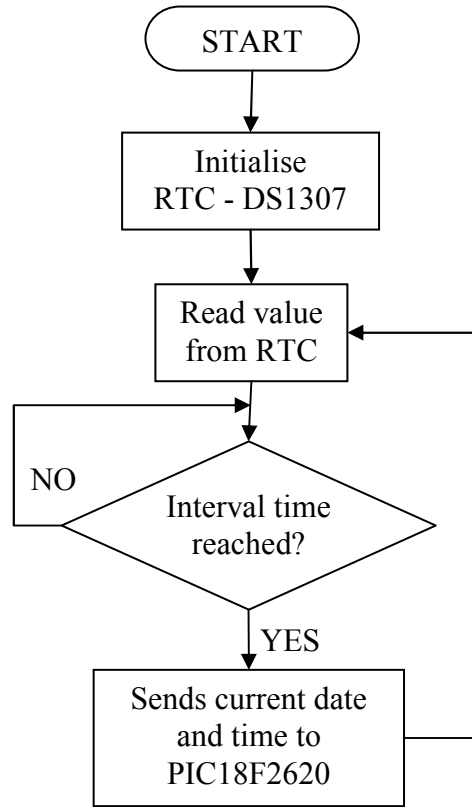 START
Initialise
RTC - DS1307
Read value
from RTC
NO
Interval time
reached?
YES
Sends current date
and time to
PIC18F2620